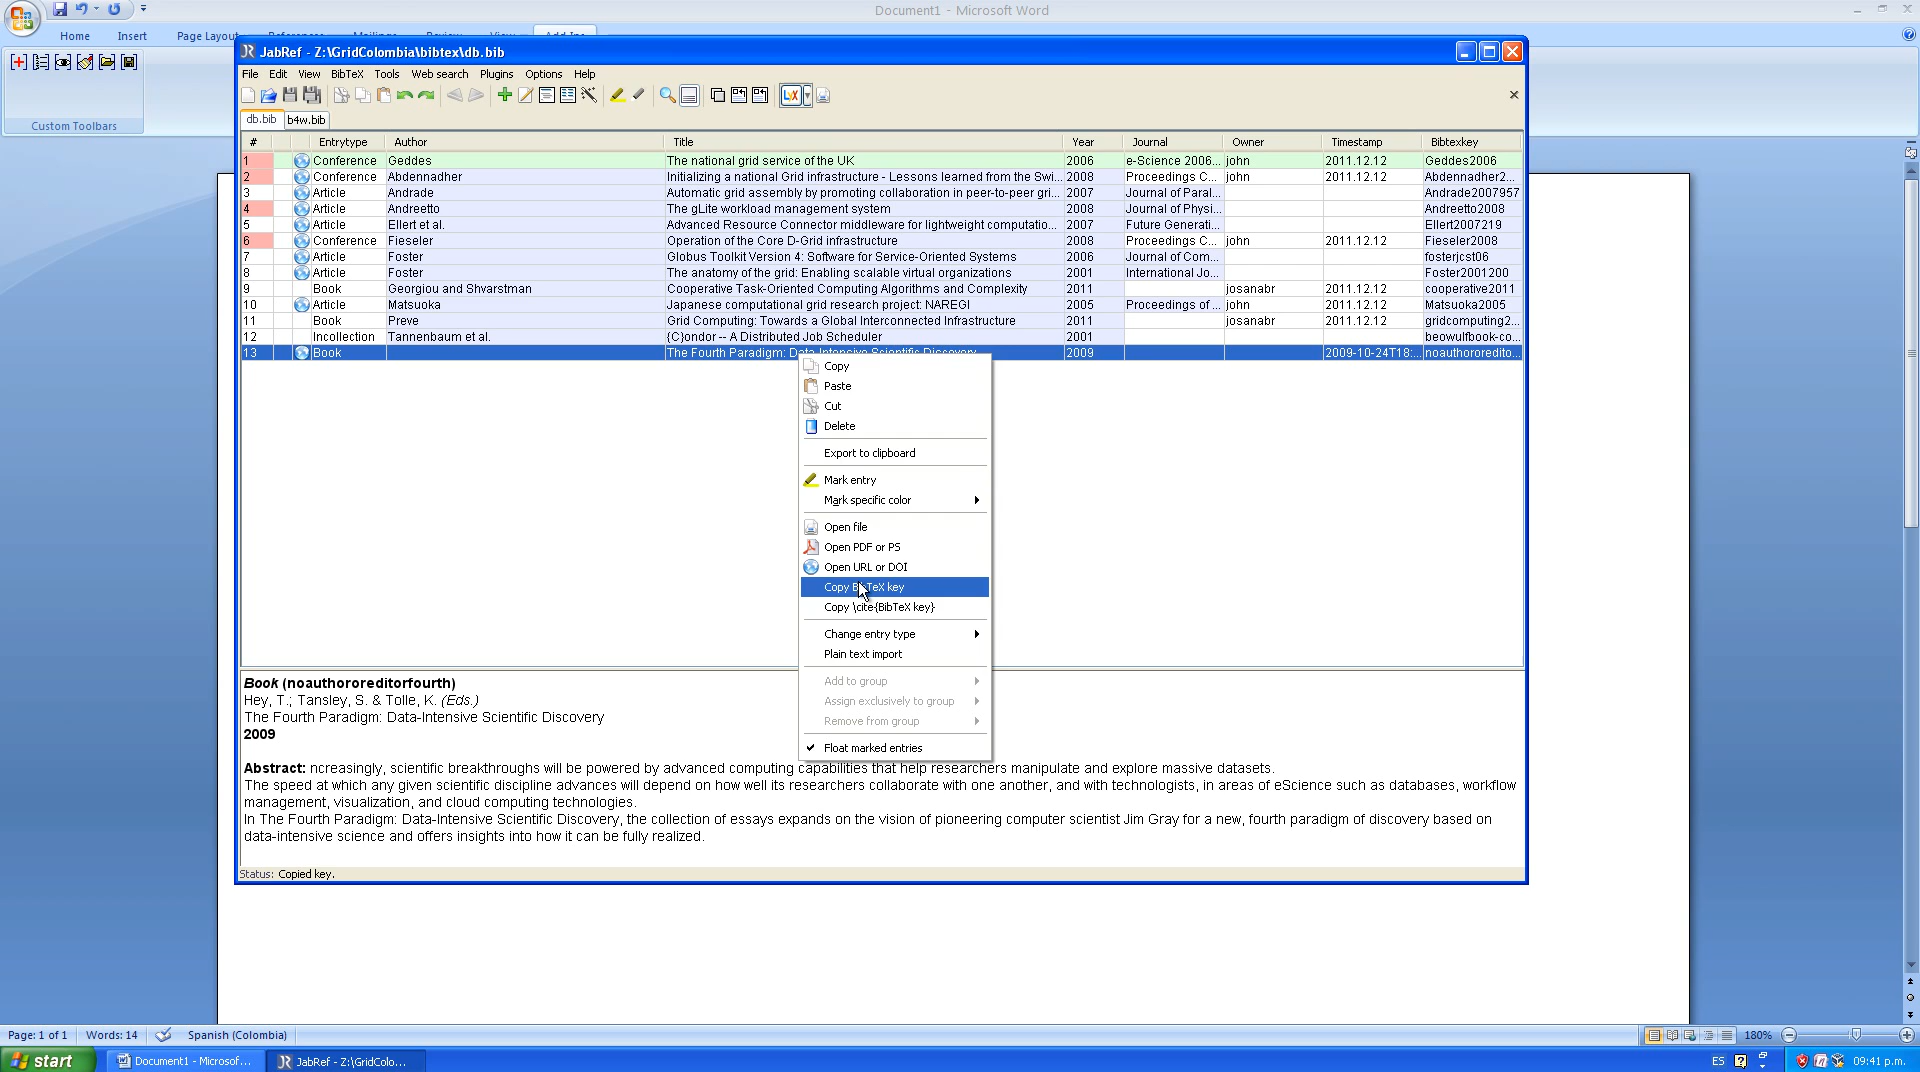 Document1 - Microsoft Word
Home Insert Page Layout References Mailings Review View Add-Ins
Custom Toolbars
JabRef - Z:\GridColombia\bibtex\db.bib
File Edit View BibTeX Tools Web search Plugins Options Help
LyX
db.bib b4w.bib
# Entrytype Author Title Year Journal Owner Timestamp Bibtexkey
1 Conference Geddes The national grid service of the UK 2006 e-Science 2006... john 2011.12.12 Geddes2006
2 Conference Abdennadher Initializing a national Grid infrastructure - Lessons learned from the Swi... 2008 Proceedings C... john 2011.12.12 Abdennadher2...
3 Article Andrade Automatic grid assembly by promoting collaboration in peer-to-peer gri... 2007 Journal of Paral... Andrade2007957
4 Article Andreetto The gLite workload management system 2008 Journal of Physi... Andreetto2008
5 Article Ellert et al. Advanced Resource Connector middleware for lightweight computatio... 2007 Future Generati... Ellert2007219
6 Conference Fieseler Operation of the Core D-Grid infrastructure 2008 Proceedings C... john 2011.12.12 Fieseler2008
7 Article Foster Globus Toolkit Version 4: Software for Service-Oriented Systems 2006 Journal of Com... fosterjcst06
8 Article Foster The anatomy of the grid: Enabling scalable virtual organizations 2001 International Jo... Foster2001200
9 Book Georgiou and Shvarstman Cooperative Task-Oriented Computing Algorithms and Complexity 2011 josanabr 2011.12.12 cooperative2011
10 Article Matsuoka Japanese computational grid research project: NAREGI 2005 Proceedings of ... john 2011.12.12 Matsuoka2005
11 Book Preve Grid Computing: Towards a Global Interconnected Infrastructure 2011 josanabr 2011.12.12 gridcomputing2...
12 Incollection Tannenbaum et al. {C}ondor -- A Distributed Job Scheduler 2001 beowulfbook-co...
13 Book The Fourth Paradigm: Data-Intensive Scientific Discovery 2009 2009-10-24T18:... noauthororedito...
Copy
Paste
Cut
Delete
Export to clipboard
Mark entry
Mark specific color
Open file
Open PDF or PS
Open URL or DOI
Copy BibTeX key
Copy \cite{BibTeX key}
Change entry type
Plain text import
Add to group
Assign exclusively to group
Remove from group
Float marked entries
Book (noauthororeditorfourth)
Hey, T.; Tansley, S. & Tolle, K. (Eds.)
The Fourth Paradigm: Data-Intensive Scientific Discovery
2009
Abstract: ncreasingly, scientific breakthroughs will be powered by advanced computing capabilities that help researchers manipulate and explore massive datasets.
The speed at which any given scientific discipline advances will depend on how well its researchers collaborate with one another, and with technologists, in areas of eScience such as databases, workflow
management, visualization, and cloud computing technologies.
In The Fourth Paradigm: Data-Intensive Scientific Discovery, the collection of essays expands on the vision of pioneering computer scientist Jim Gray for a new, fourth paradigm of discovery based on
data-intensive science and offers insights into how it can be fully realized.
Status: Copied key.
Page: 1 of 1 Words: 14 Spanish (Colombia) 180%
start Document1 - Microsof... JabRef - Z:\GridColo... ES 09:41 p.m.